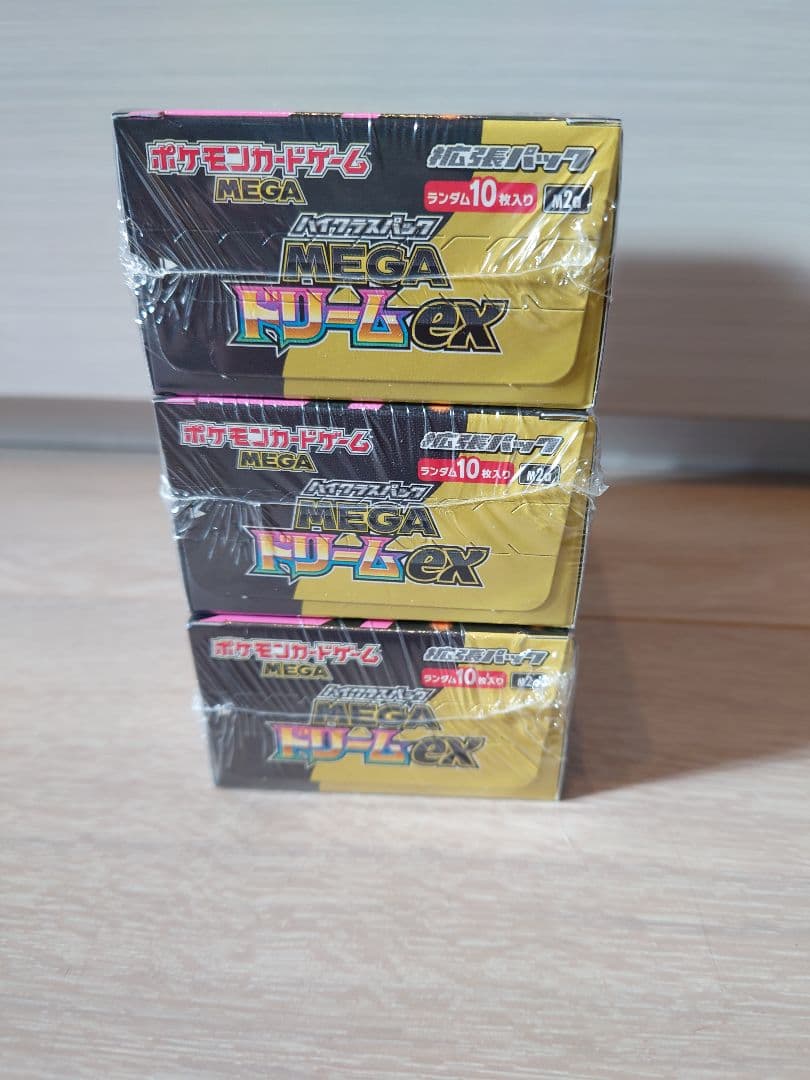 ポケモンカードゲーム
MEGA
拡張パック
ランダム10枚入り
M2a
ハイクラスパック
MEGA
ドリームex
ポケモンカードゲーム
MEGA
拡張パック
ランダム10枚入り
M2a
ハイクラスパック
MEGA
ドリームex
ポケモンカードゲーム
MEGA
拡張パック
ランダム10枚入り
M2a
ハイクラスパック
MEGA
ドリームex